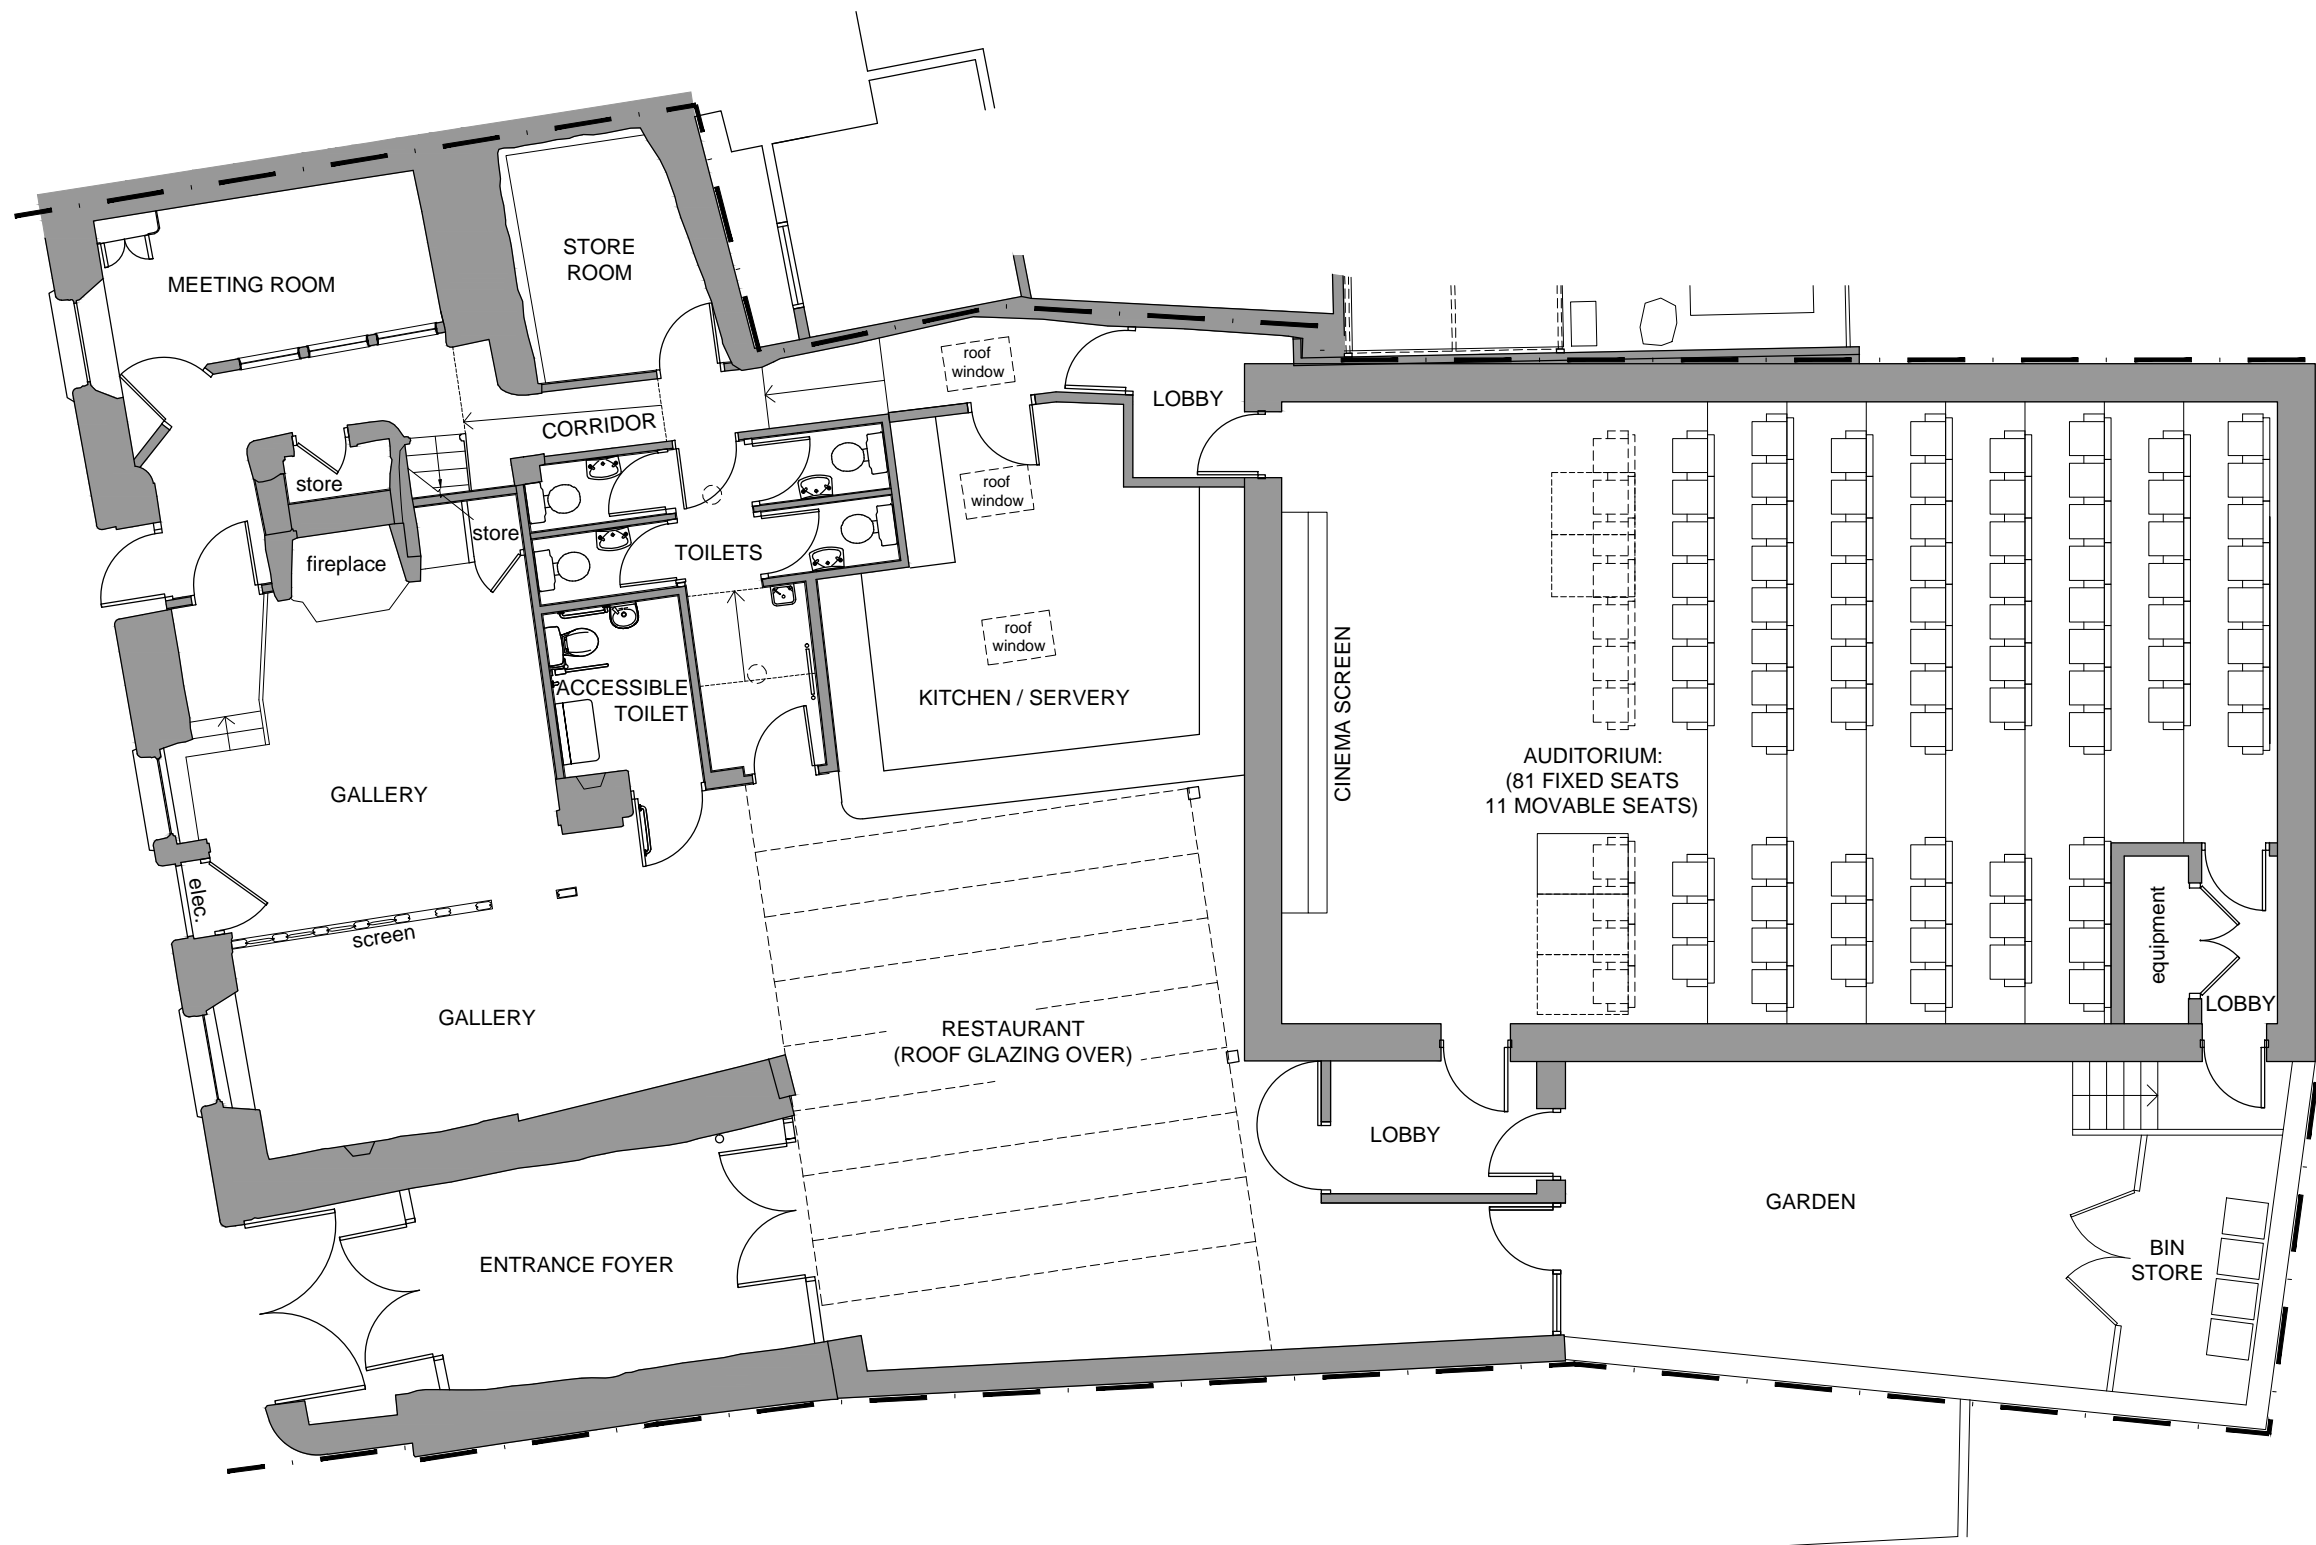 STORE
ROOM
MEETING ROOM
roof
window
LOBBY
CORRIDOR
store
roof
window
store
TOILETS
fireplace
roof
window
ACCESSIBLE
TOILET
KITCHEN / SERVERY
CINEMA SCREEN
AUDITORIUM:
(81 FIXED SEATS
11 MOVABLE SEATS)
GALLERY
elec.
screen
equipment
LOBBY
GALLERY
RESTAURANT
(ROOF GLAZING OVER)
LOBBY
GARDEN
ENTRANCE FOYER
BIN
STORE